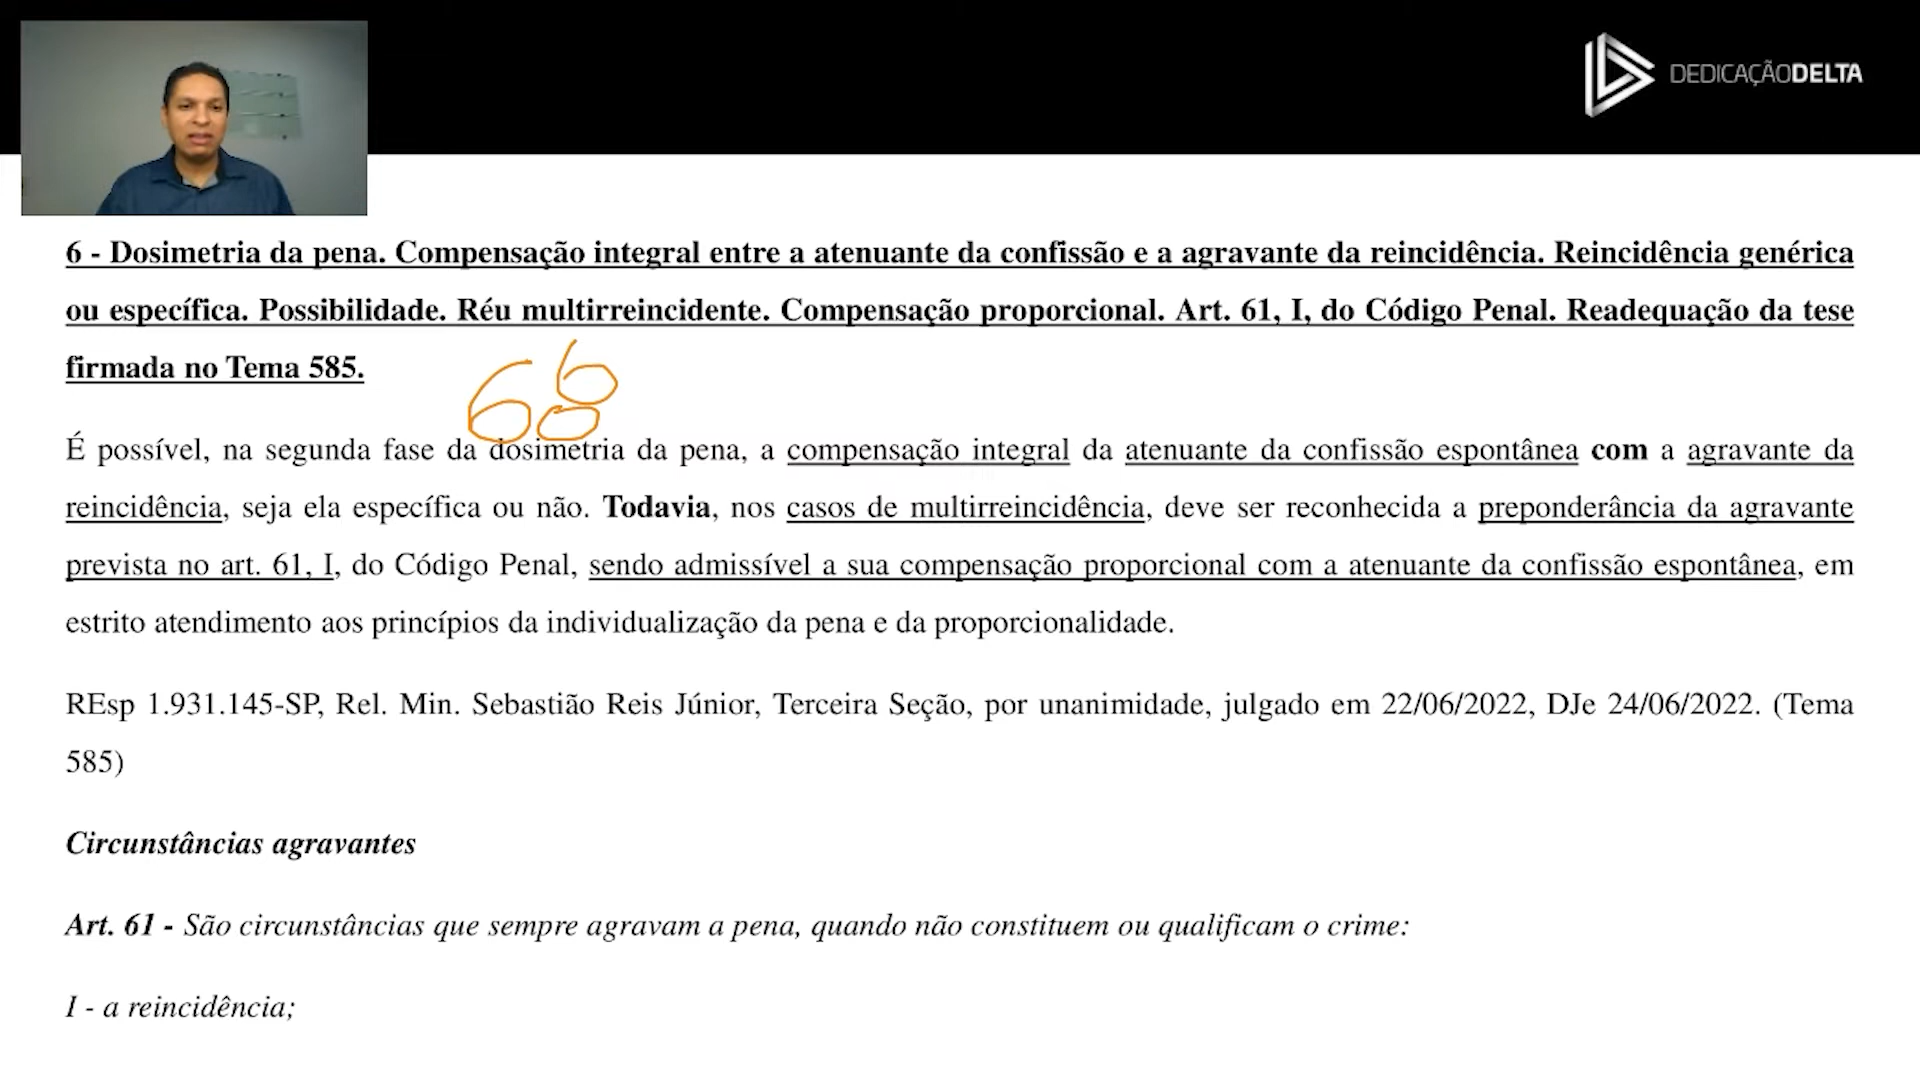 DEDICAÇÃODELTA
6 - Dosimetria da pena. Compensação integral entre a atenuante da confissão e a agravante da reincidência. Reincidência genérica
ou específica. Possibilidade. Réu multirreincidente. Compensação proporcional. Art. 61, I, do Código Penal. Readequação da tese
firmada no Tema 585.
É possível, na segunda fase da dosimetria da pena, a compensação integral da atenuante da confissão espontânea com a agravante da
reincidência, seja ela específica ou não. Todavia, nos casos de multirreincidência, deve ser reconhecida a preponderância da agravante
prevista no art. 61, I, do Código Penal, sendo admissível a sua compensação proporcional com a atenuante da confissão espontânea, em
estrito atendimento aos princípios da individualização da pena e da proporcionalidade.
REsp 1.931.145-SP, Rel. Min. Sebastião Reis Júnior, Terceira Seção, por unanimidade, julgado em 22/06/2022, DJe 24/06/2022. (Tema
585)
Circunstâncias agravantes
Art. 61 - São circunstâncias que sempre agravam a pena, quando não constituem ou qualificam o crime:
I - a reincidência;